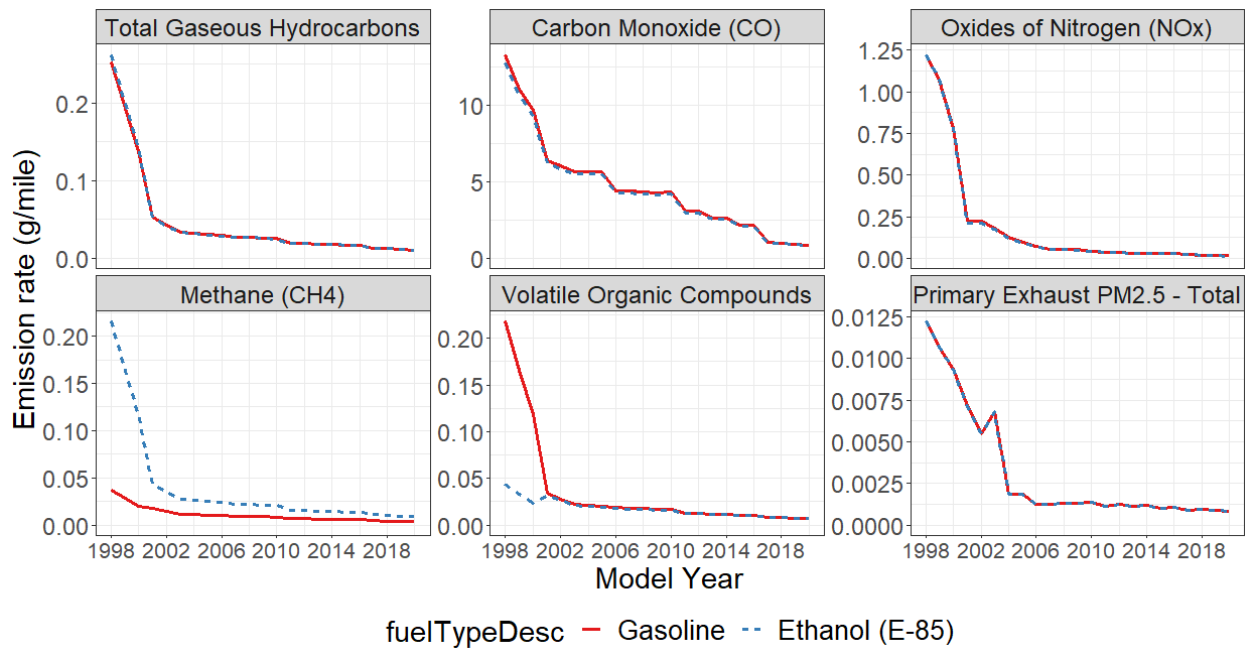 Total Gaseous Hydrocarbons
Carbon Monoxide (CO)
Oxides of Nitrogen (NOx)
0.2
0.1
0.0
10
5
0
1.25
1.00
0.75
0.50
0.25
0.00
Emission rate (g/mile)
Methane (CH4)
Volatile Organic Compounds
Primary Exhaust PM2.5 - Total
0.20
0.15
0.10
0.05
0.00
0.20
0.15
0.10
0.05
0.00
0.0125
0.0100
0.0075
0.0050
0.0025
0.0000
1998 2002 2006 2010 2014 2018
1998 2002 2006 2010 2014 2018
1998 2002 2006 2010 2014 2018
Model Year
fuelTypeDesc Gasoline Ethanol (E-85)